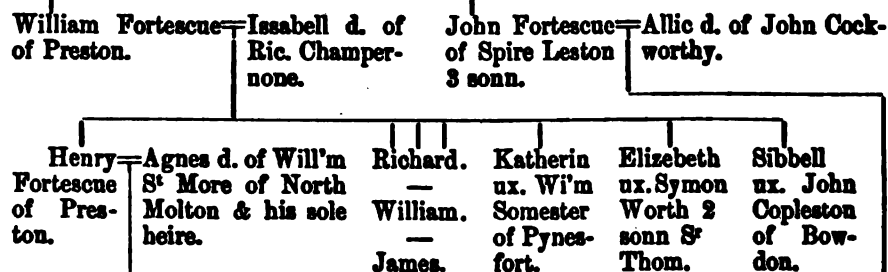 William Fortescue=Issabell d. of
of Preston. Ric. Champer-
none.
John Fortescue=Allic d. of John Cock-
of Spire Leston worthy.
3 sonn.
Henry=Agnes d. of Will'm
Fortescue St More of North
of Pres- Molton & his sole
ton. heire.
Richard.
—
William.
—
James.
Katherin
ux. Wi'm
Somester
of Pynes-
fort.
Elizebeth
ux. Symon
Worth 2
sonn Sr
Thom.
Sibbell
ux. John
Copleston
of Bow-
don.